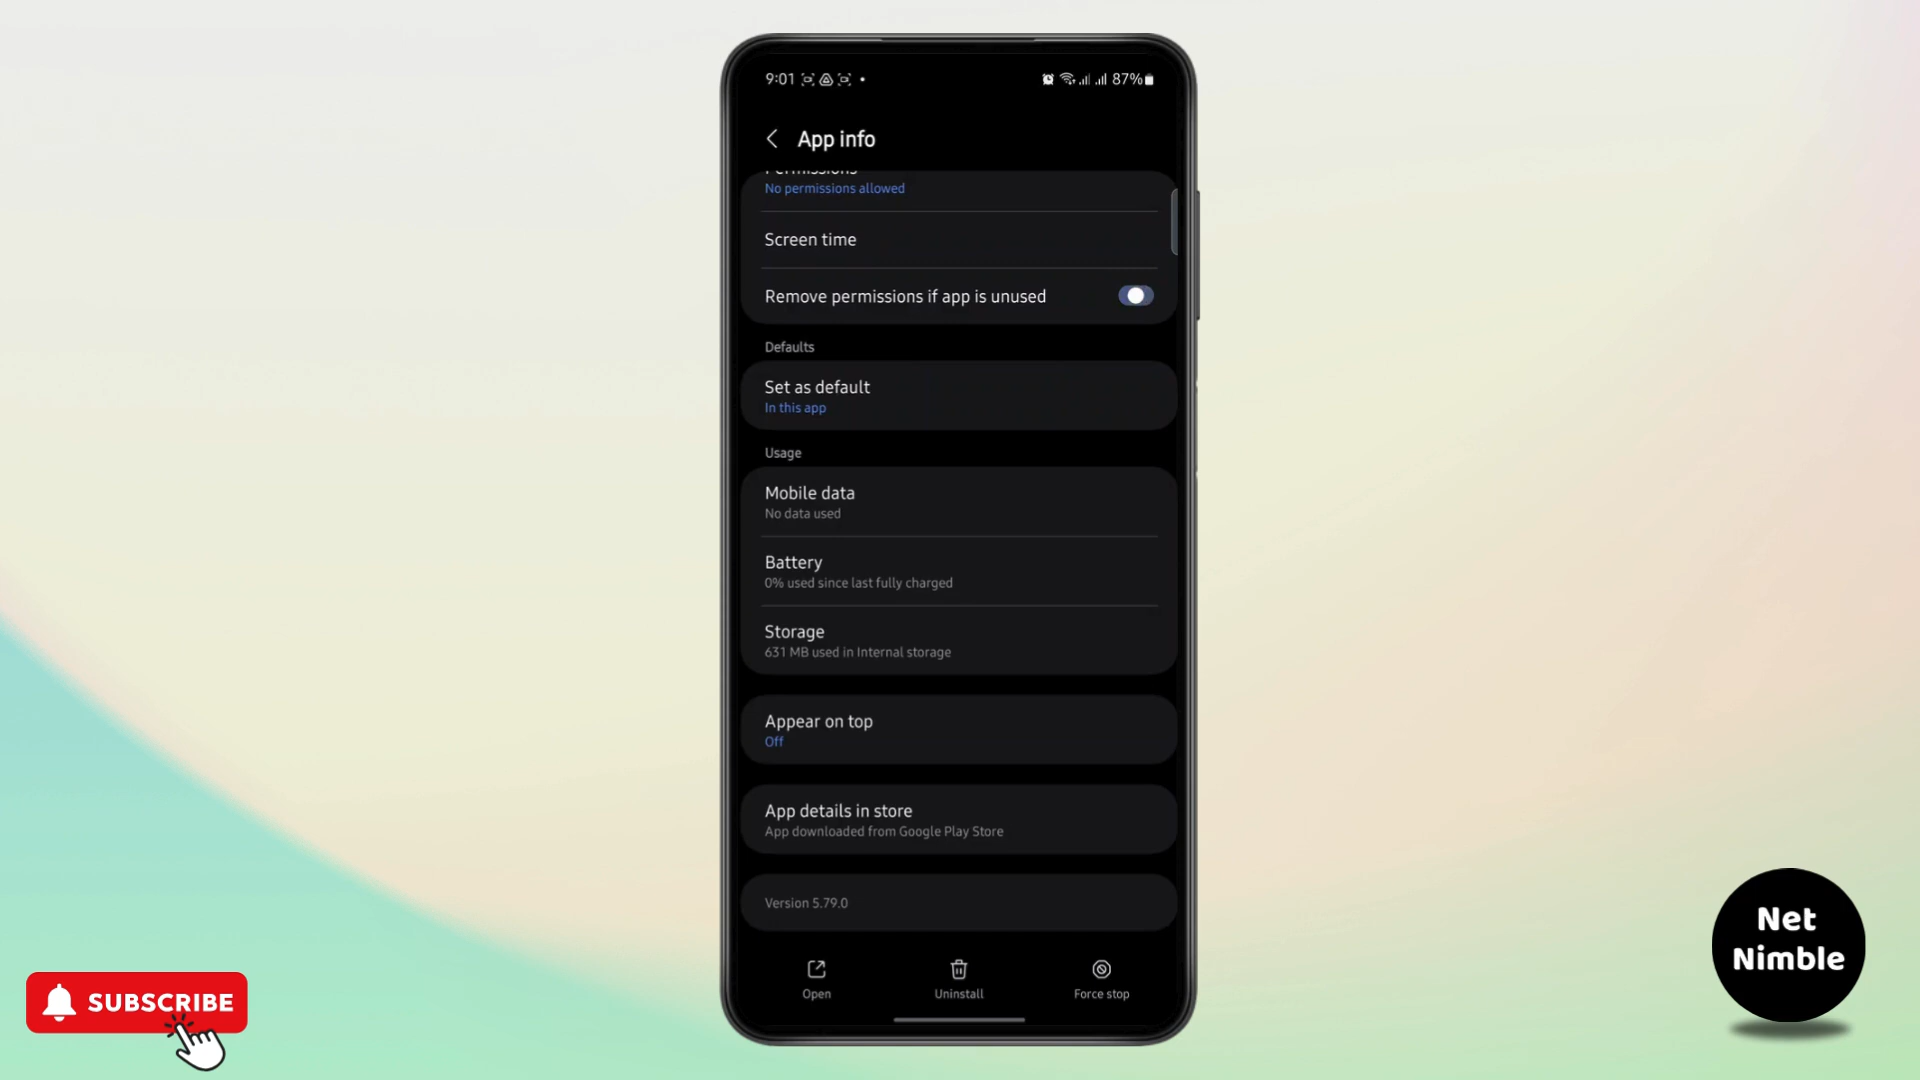 9:01
87%
App info
Permissions
No permissions allowed
Screen time
Remove permissions if app is unused
Defaults
Set as default
In this app
Usage
Mobile data
No data used
Battery
0% used since last fully charged
Storage
631 MB used in Internal storage
Appear on top
Off
App details in store
App downloaded from Google Play Store
Version 5.79.0
Open
Uninstall
Force stop
SUBSCRIBE
Net
Nimble